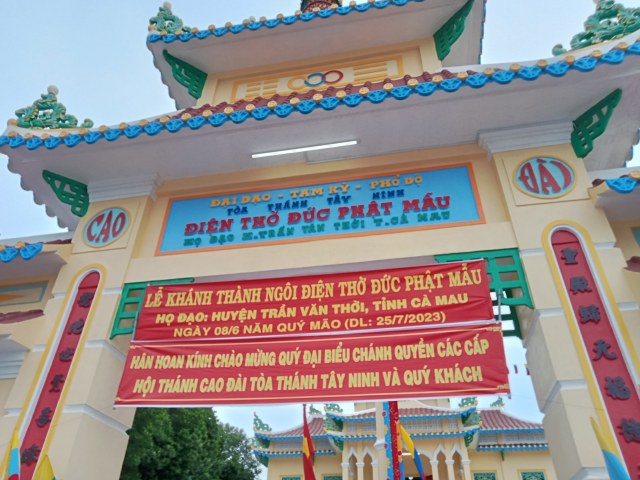 ĐẠI ĐẠO - TAM KỲ - PHỔ ĐỘ
TÒA THÁNH TÂY NINH
ĐIỆN THỜ ĐỨC PHẬT MẪU
HỌ ĐẠO H.TRẦN VĂN THỜI T.CÀ MAU
CAO
ĐÀI
LỄ KHÁNH THÀNH NGÔI ĐIỆN THỜ ĐỨC PHẬT MẪU
HỌ ĐẠO: HUYỆN TRẦN VĂN THỜI, TỈNH CÀ MAU
NGÀY 08/6 NĂM QUÝ MÃO (DL: 25/7/2023)
HÂN HOAN KÍNH CHÀO MỪNG QUÝ ĐẠI BIỂU CHÁNH QUYỀN CÁC CẤP
HỘI THÁNH CAO ĐÀI TÒA THÁNH TÂY NINH VÀ QUÝ KHÁCH